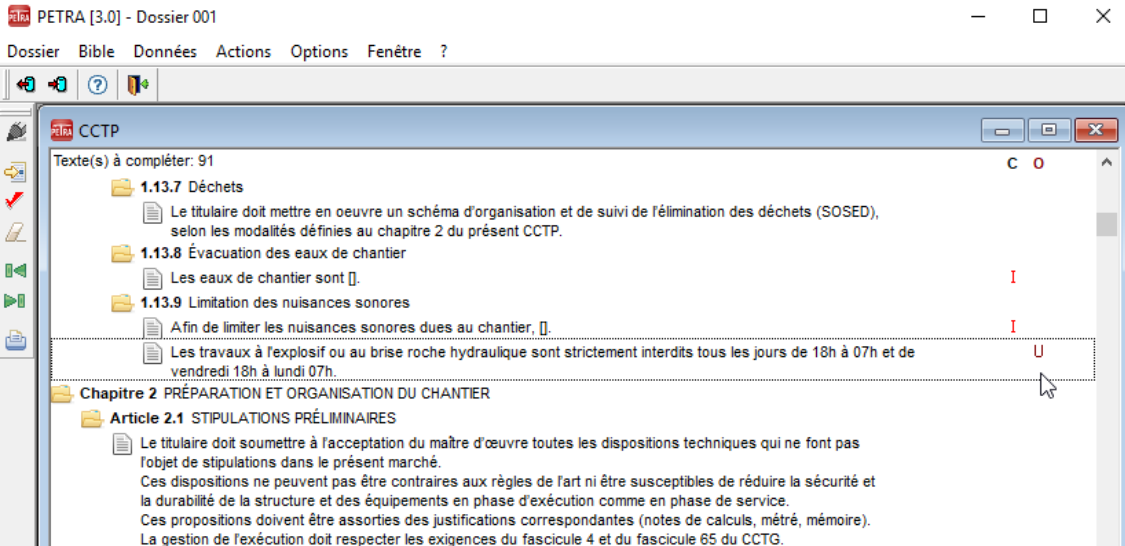 PETRA [3.0] - Dossier 001
Dossier Bible Données Actions Options Fenêtre ?
PETRA CCTP
Texte(s) à compléter: 91 C O
1.13.7 Déchets
Le titulaire doit mettre en oeuvre un schéma d'organisation et de suivi de l'élimination des déchets (SOSED),
selon les modalités définies au chapitre 2 du présent CCTP.
1.13.8 Évacuation des eaux de chantier
Les eaux de chantier sont []. I
1.13.9 Limitation des nuisances sonores
Afin de limiter les nuisances sonores dues au chantier, []. I
Les travaux à l'explosif ou au brise roche hydraulique sont strictement interdits tous les jours de 18h à 07h et de U
vendredi 18h à lundi 07h.
Chapitre 2 PRÉPARATION ET ORGANISATION DU CHANTIER
Article 2.1 STIPULATIONS PRÉLIMINAIRES
Le titulaire doit soumettre à l'acceptation du maître d'œuvre toutes les dispositions techniques qui ne font pas
l'objet de stipulations dans le présent marché.
Ces dispositions ne peuvent pas être contraires aux règles de l'art ni être susceptibles de réduire la sécurité et
la durabilité de la structure et des équipements en phase d'exécution comme en phase de service.
Ces propositions doivent être assorties des justifications correspondantes (notes de calculs, métré, mémoire).
La gestion de l'exécution doit respecter les exigences du fascicule 4 et du fascicule 65 du CCTG.